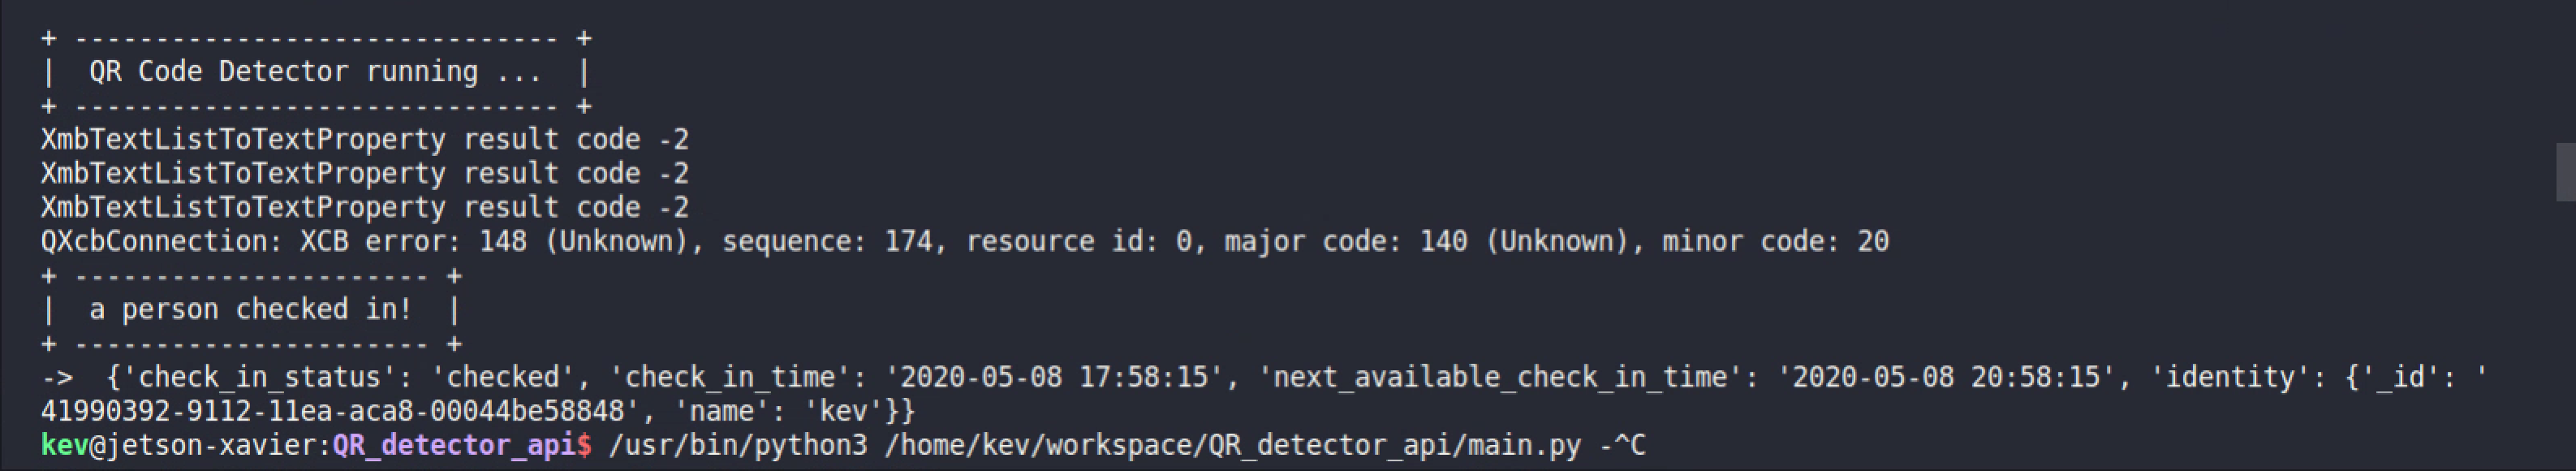 + ------------------------------ +
|  QR Code Detector running ...  |
+ ------------------------------ +
XmbTextListToTextProperty result code -2
XmbTextListToTextProperty result code -2
XmbTextListToTextProperty result code -2
QXcbConnection: XCB error: 148 (Unknown), sequence: 174, resource id: 0, major code: 140 (Unknown), minor code: 20
+ ---------------------- +
|  a person checked in!  |
+ ---------------------- +
->  {'check_in_status': 'checked', 'check_in_time': '2020-05-08 17:58:15', 'next_available_check_in_time': '2020-05-08 20:58:15', 'identity': {'_id': '
41990392-9112-11ea-aca8-00044be58848', 'name': 'kev'}}
kev@jetson-xavier:QR_detector_api$ /usr/bin/python3 /home/kev/workspace/QR_detector_api/main.py -^C